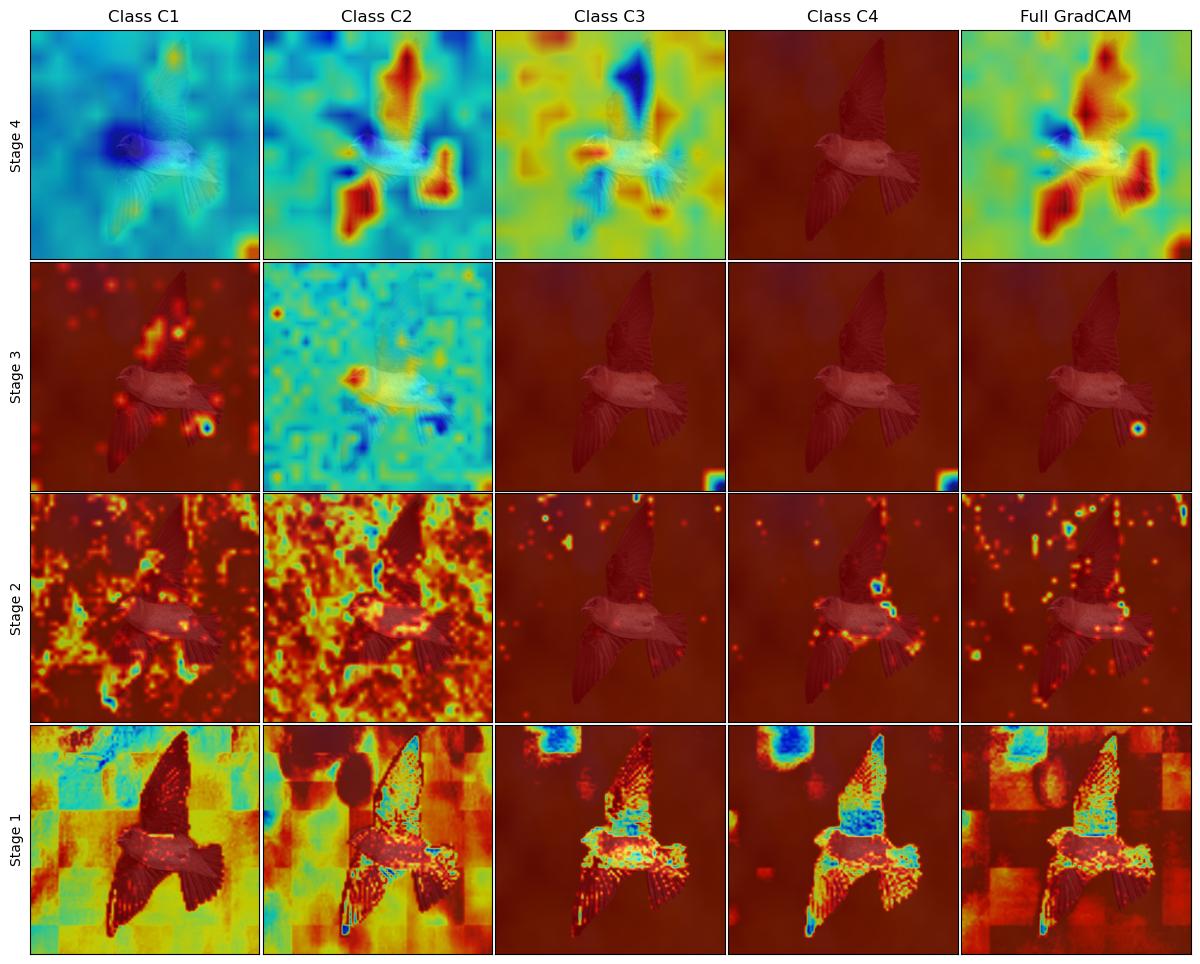 Class C1 Class C2 Class C3 Class C4 Full GradCAM
Stage 4
Stage 3
Stage 2
Stage 1